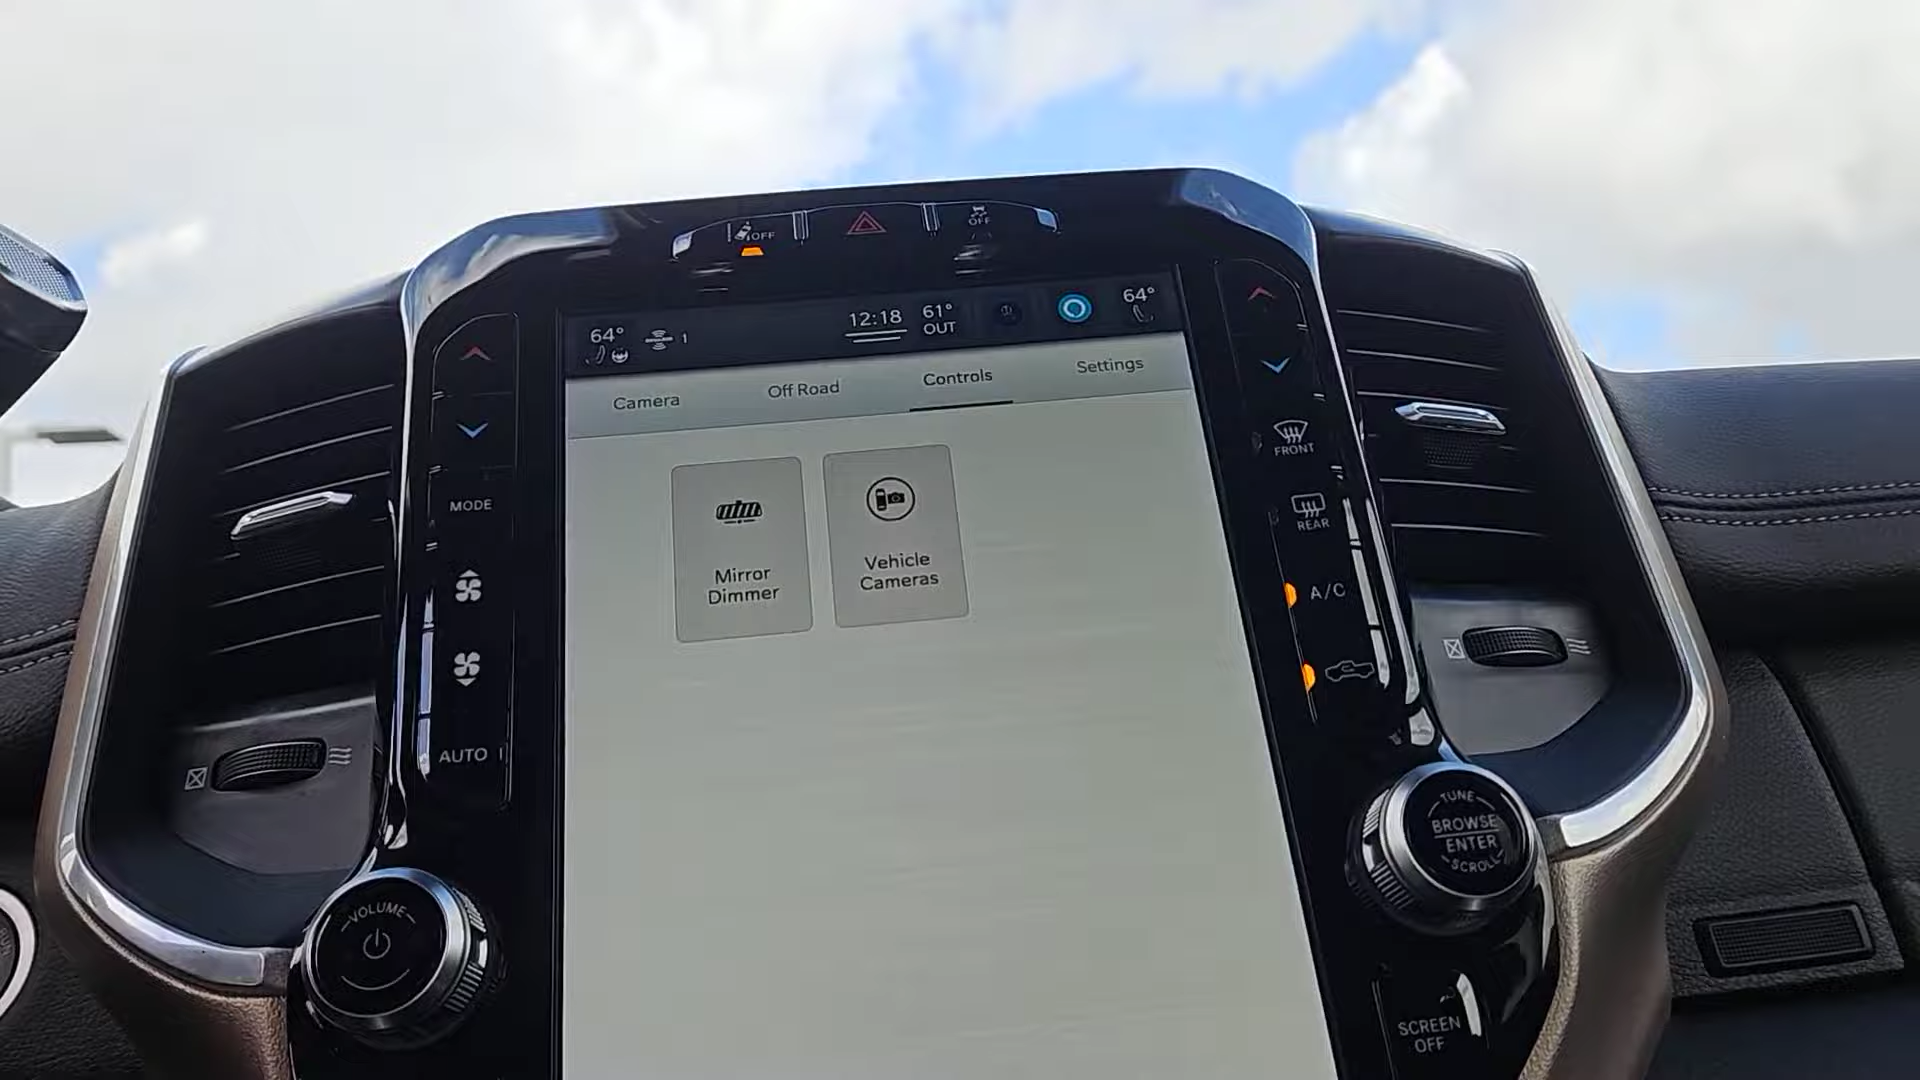 OFF
OFF
64°
1
12:18
61°
OUT
64°
Camera
Off Road
Controls
Settings
Mirror
Dimmer
Vehicle
Cameras
MODE
AUTO
FRONT
REAR
A/C
VOLUME
TUNE
BROWSE
ENTER
SCROLL
SCREEN
OFF